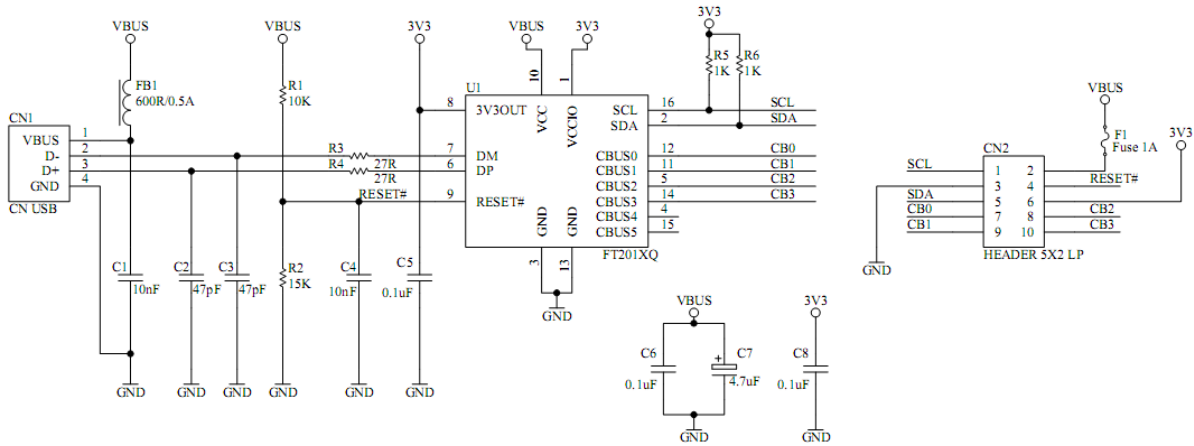 VBUS
FB1
600R/0.5A
CN1
VBUS 1
D- 2
D+ 3
GND 4
CN USB
C1
10nF
GND
C2
47pF
GND
C3
47pF
GND
VBUS
R1
10K
R3
27R
R4
27R
RESET#
R2
15K
GND
C4
10nF
GND
3V3
C5
0.1uF
GND
VBUS
3V3
U1
10
1
VCC
VCCIO
8 3V3OUT
7 DM
6 DP
9 RESET#
SCL 16 SCL
SDA 2 SDA
CBUS0 12 CB0
CBUS1 11 CB1
CBUS2 5 CB2
CBUS3 14 CB3
CBUS4 4
CBUS5 15
GND
GND
3
13
FT201XQ
GND
3V3
R5
1K
R6
1K
VBUS
C6
0.1uF
C7
+
4.7uF
GND
3V3
C8
0.1uF
GND
VBUS
F1
Fuse 1A
3V3
CN2
SCL 1 2
3 4 RESET#
SDA 5 6
CB0 7 8 CB2
CB1 9 10 CB3
HEADER 5X2 LP
GND